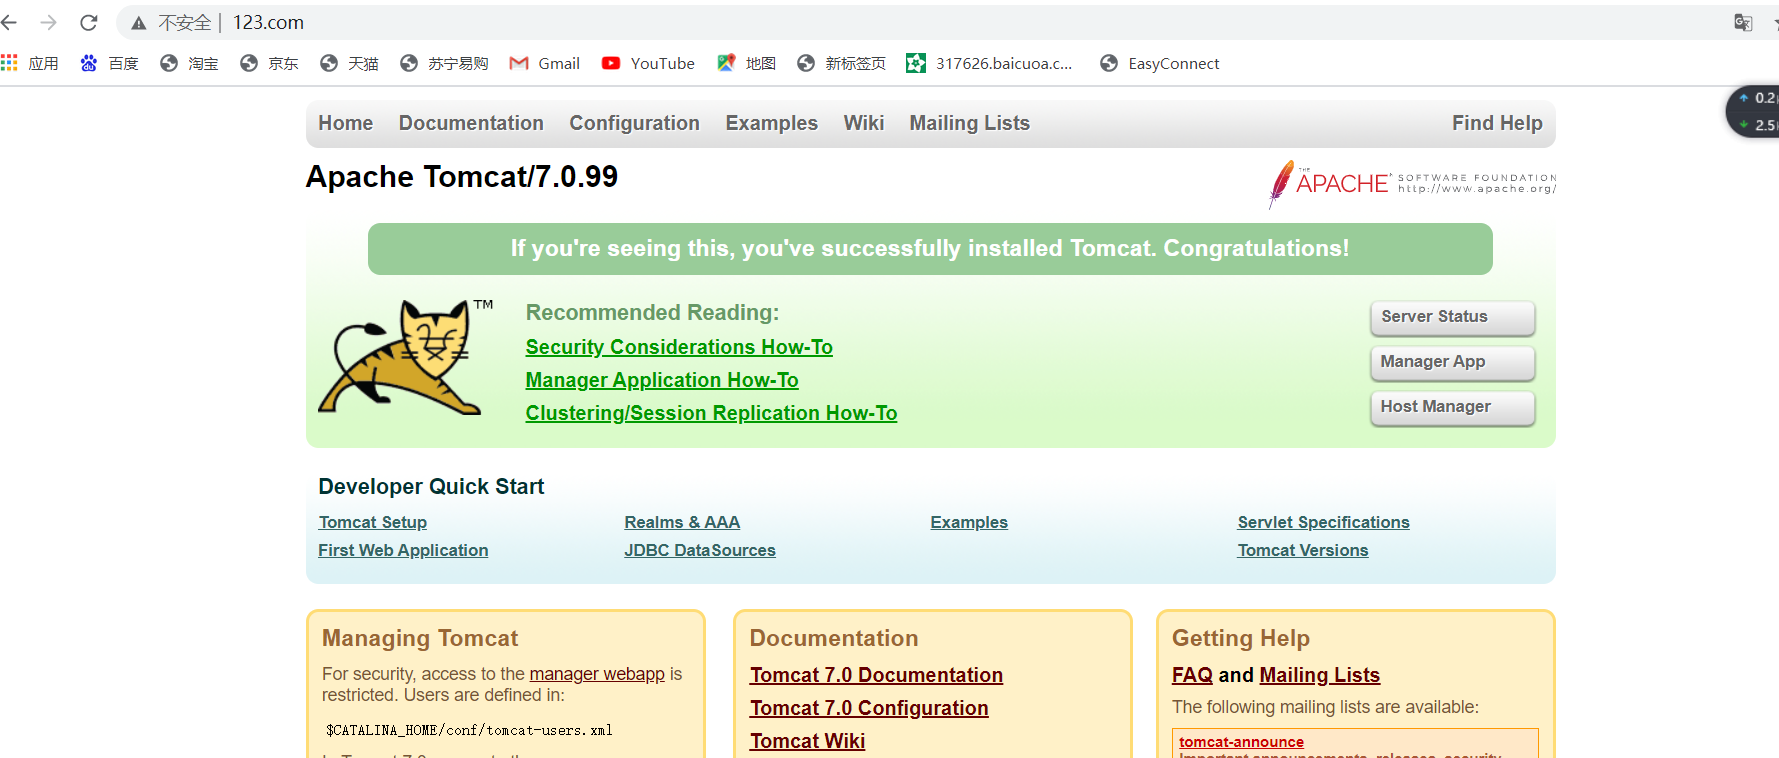 不安全 | 123.com
应用 百度 淘宝 京东 天猫 苏宁易购 Gmail YouTube 地图 新标签页 317626.baicuoa.c... EasyConnect
0.2
2.5
Home Documentation Configuration Examples Wiki Mailing Lists Find Help
Apache Tomcat/7.0.99
THE APACHE SOFTWARE FOUNDATION
http://www.apache.org/
If you're seeing this, you've successfully installed Tomcat. Congratulations!
TM
Recommended Reading:
Security Considerations How-To
Manager Application How-To
Clustering/Session Replication How-To
Server Status
Manager App
Host Manager
Developer Quick Start
Tomcat Setup Realms & AAA Examples Servlet Specifications
First Web Application JDBC DataSources Tomcat Versions
Managing Tomcat
For security, access to the manager webapp is
restricted. Users are defined in:
$CATALINA_HOME/conf/tomcat-users.xml
Documentation
Tomcat 7.0 Documentation
Tomcat 7.0 Configuration
Tomcat Wiki
Getting Help
FAQ and Mailing Lists
The following mailing lists are available:
tomcat-announce
Important announcements, releases, security